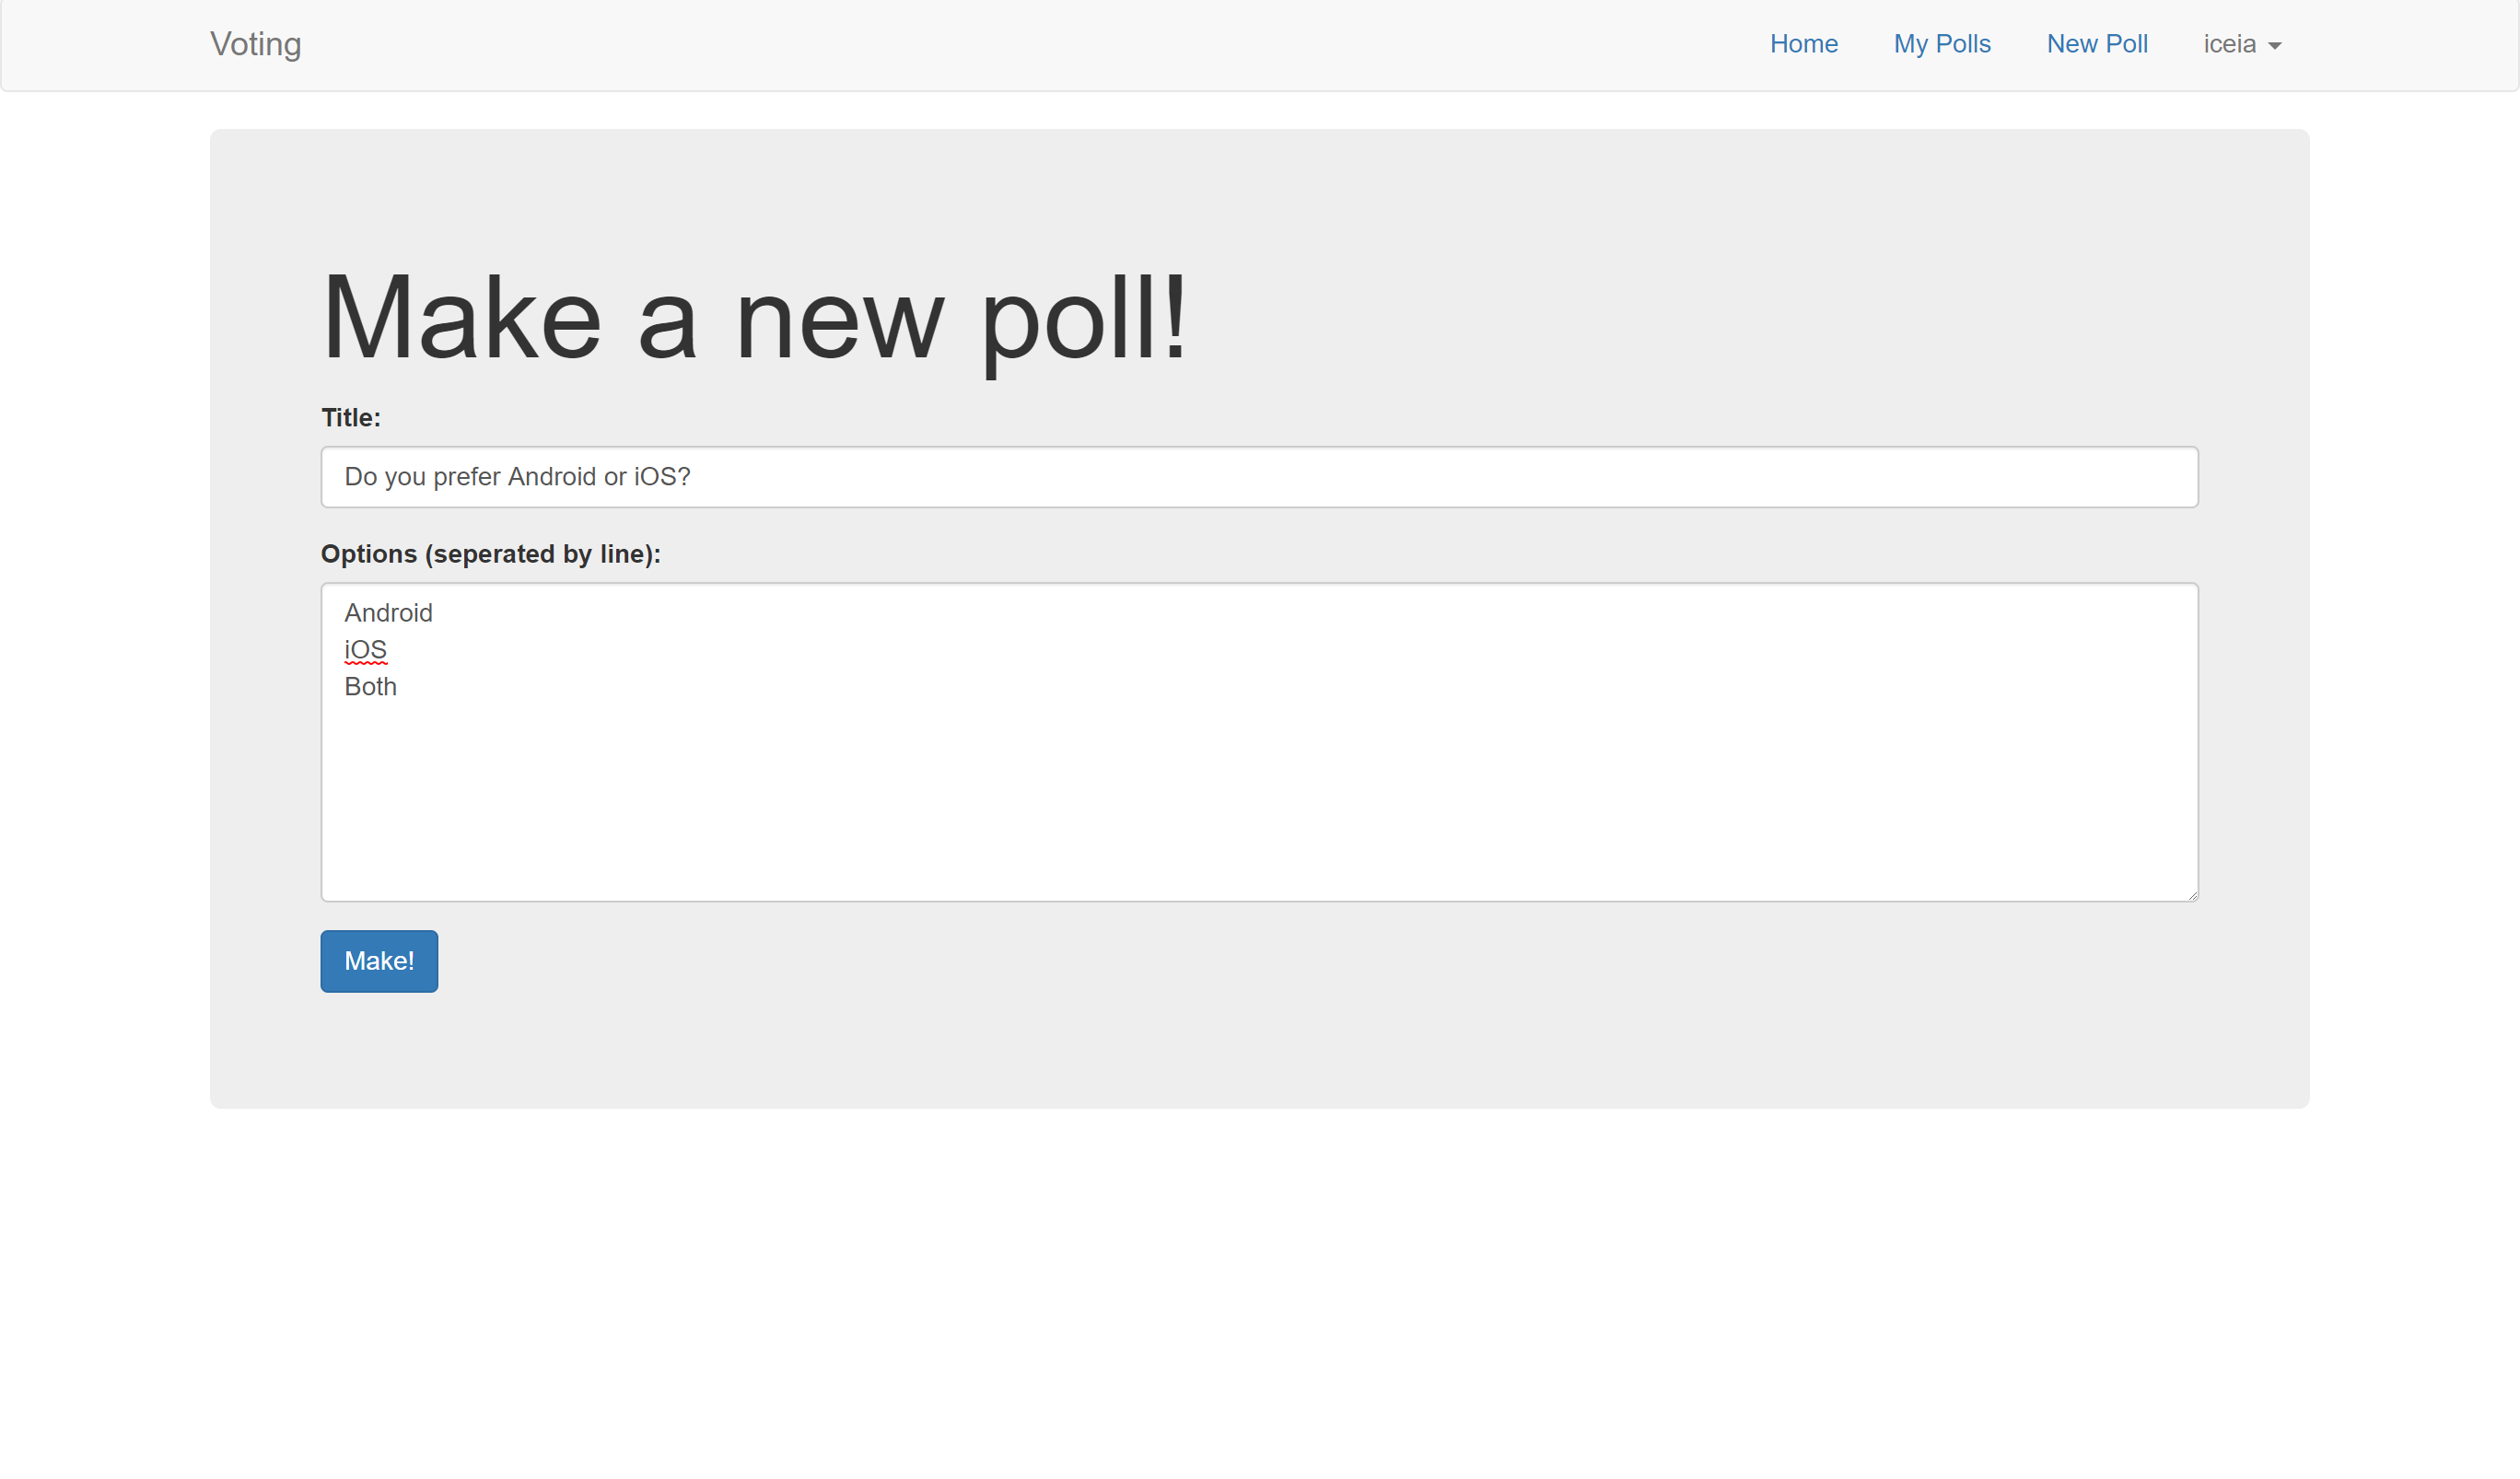 Voting
Home
My Polls
New Poll
iceia
Make a new poll!
Title:
Do you prefer Android or iOS?
Options (seperated by line):
Android
iOS
Both
Make!